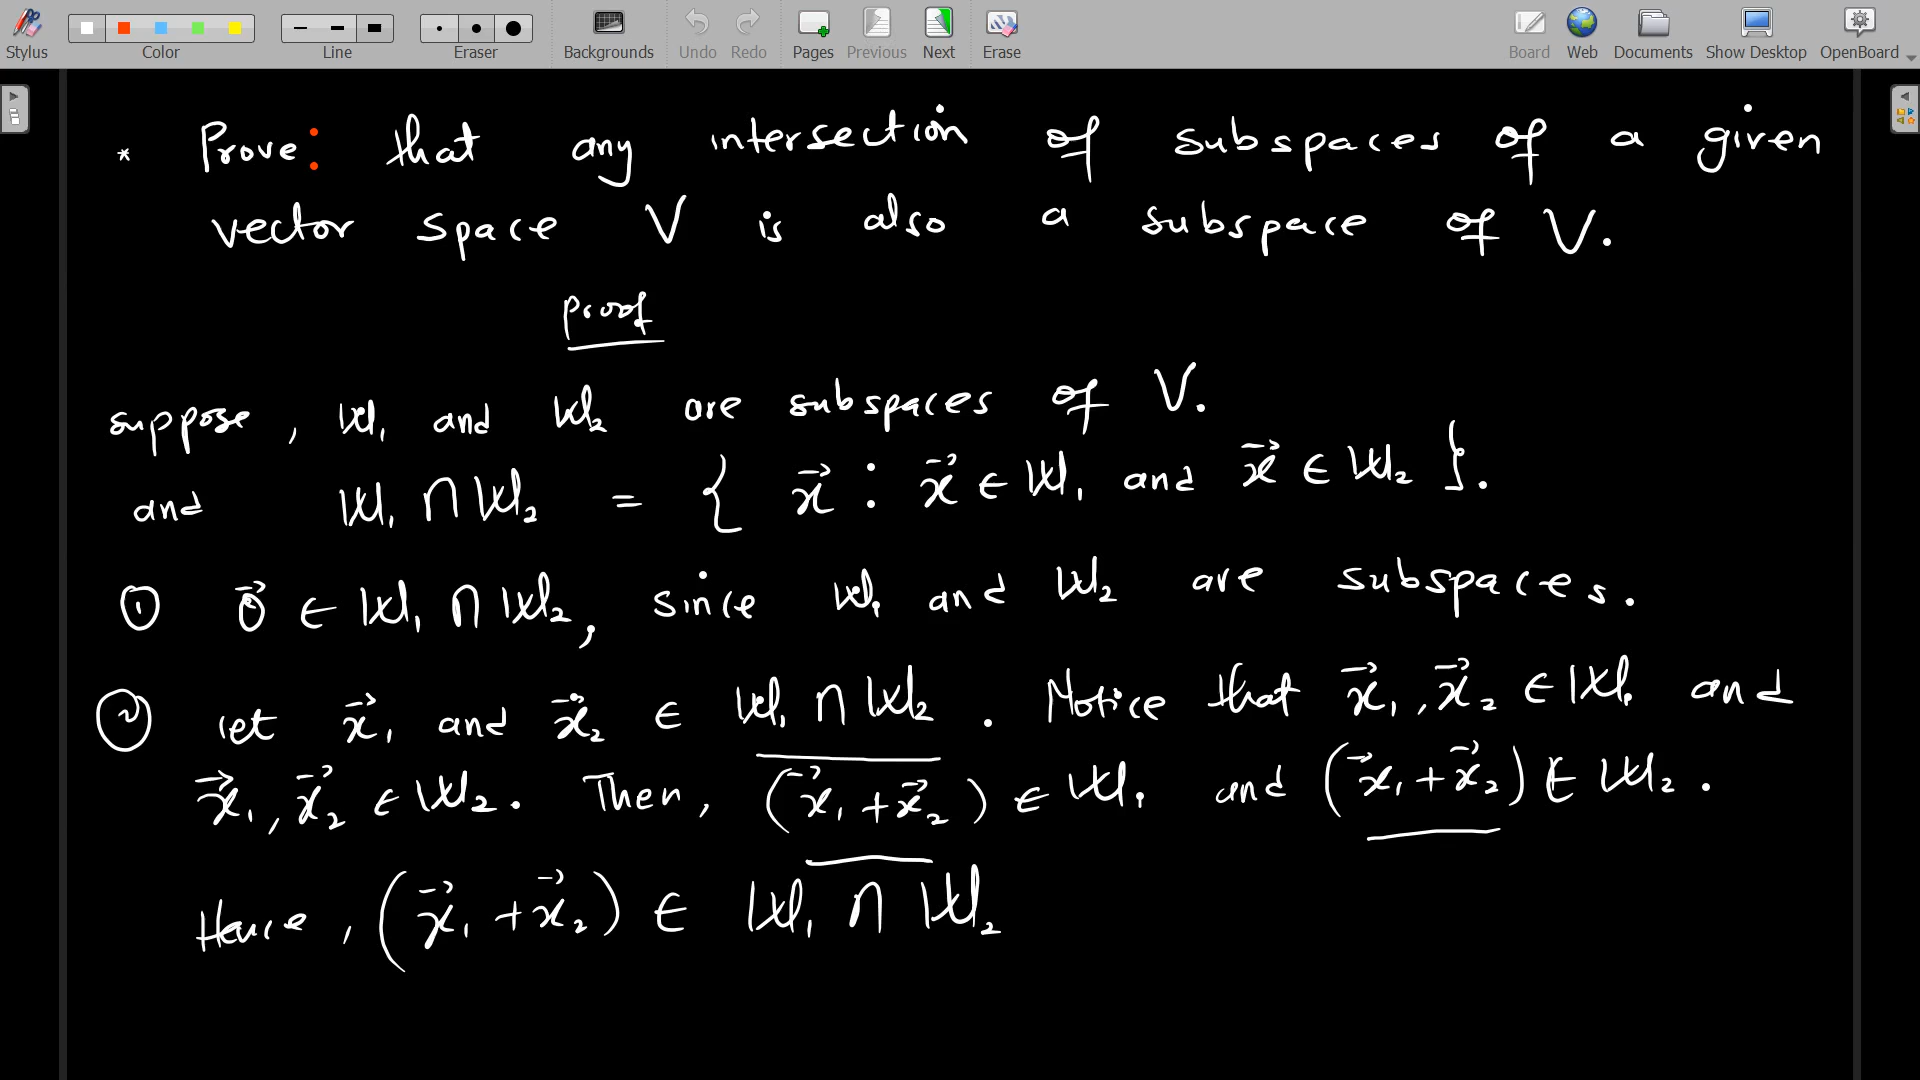 Stylus Color Line Eraser Backgrounds Undo Redo Pages Previous Next Erase Board Web Documents Show Desktop OpenBoard
* Prove: that any intersection of subspaces of a given
vector space V is also a subspace of V.
Proof
suppose, W₁ and W₂ are subspaces of V.
and W₁ ∩ W₂ = { x⃗ : x⃗ ∈ W₁ and x⃗ ∈ W₂ }.
① 0⃗ ∈ W₁ ∩ W₂, since W₁ and W₂ are subspaces.
② let x⃗₁ and x⃗₂ ∈ W₁ ∩ W₂. Notice that x⃗₁, x⃗₂ ∈ W₁ and
x⃗₁, x⃗₂ ∈ W₂. Then, (x⃗₁ + x⃗₂) ∈ W₁ and (x⃗₁ + x⃗₂) ∈ W₂.
Hence, (x⃗₁ + x⃗₂) ∈ W₁ ∩ W₂